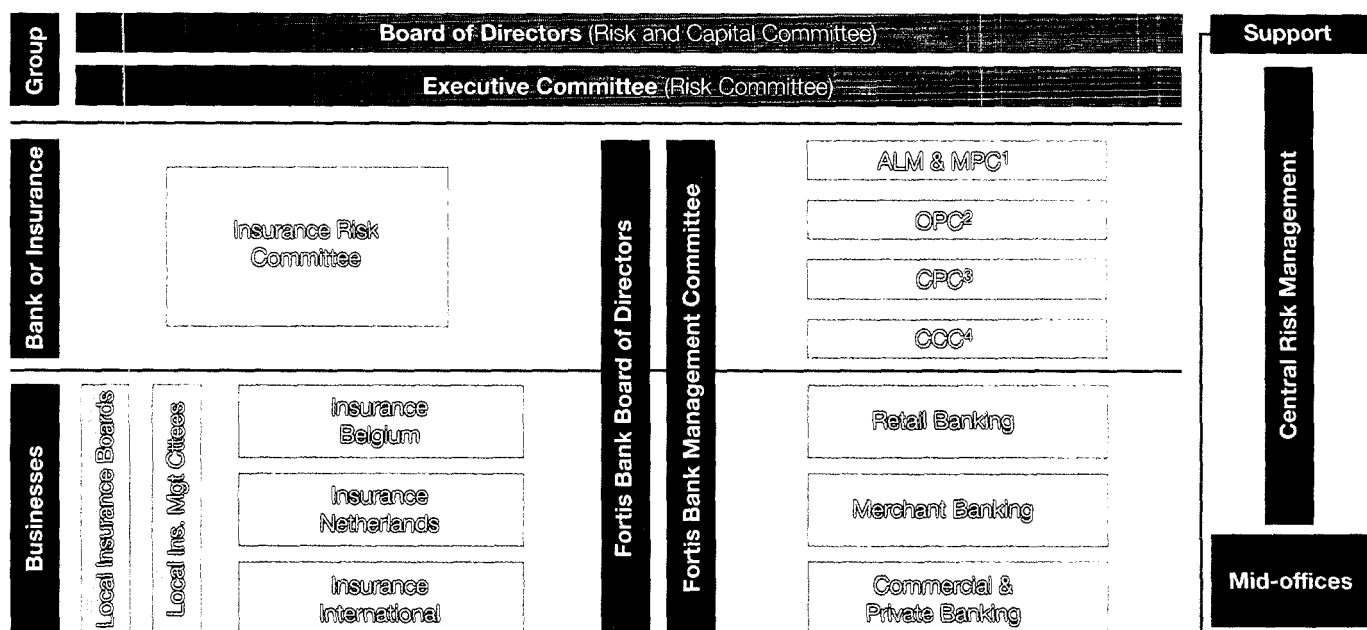 Group
Board of Directors (Risk and Capital Committee)
Executive Committee (Risk Committee)
Support
Bank or Insurance
Insurance Risk
Committee
Fortis Bank Board of Directors
Fortis Bank Management Committee
ALM & MPC¹
OPC²
CPC³
CCC⁴
Central Risk Management
Businesses
Local Insurance Boards
Local Ins. Mgt Cttees
Insurance
Belgium
Insurance
Netherlands
Insurance
International
Retail Banking
Merchant Banking
Commercial &
Private Banking
Mid-offices